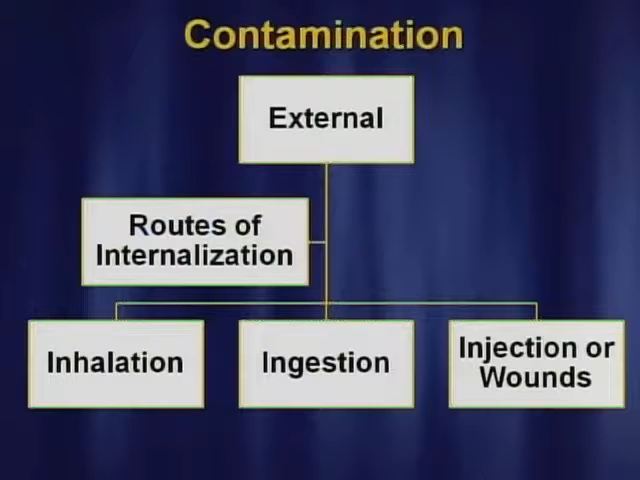 Contamination
External
Routes of
Internalization
Inhalation
Ingestion
Injection or
Wounds